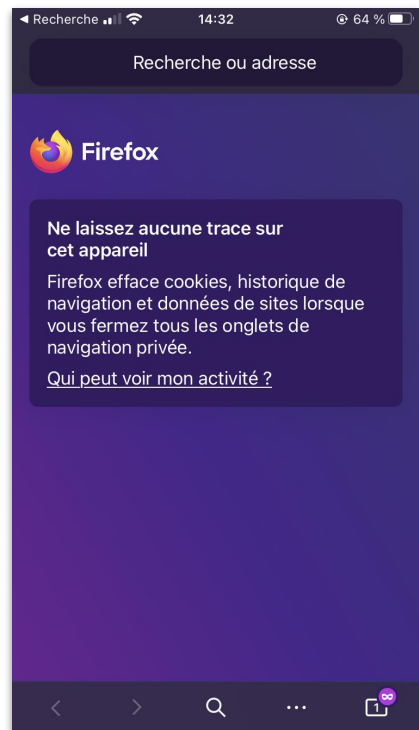 ◀ Recherche 14:32 64 %
Recherche ou adresse
Firefox
Ne laissez aucune trace sur
cet appareil
Firefox efface cookies, historique de
navigation et données de sites lorsque
vous fermez tous les onglets de
navigation privée.
Qui peut voir mon activité ?
1